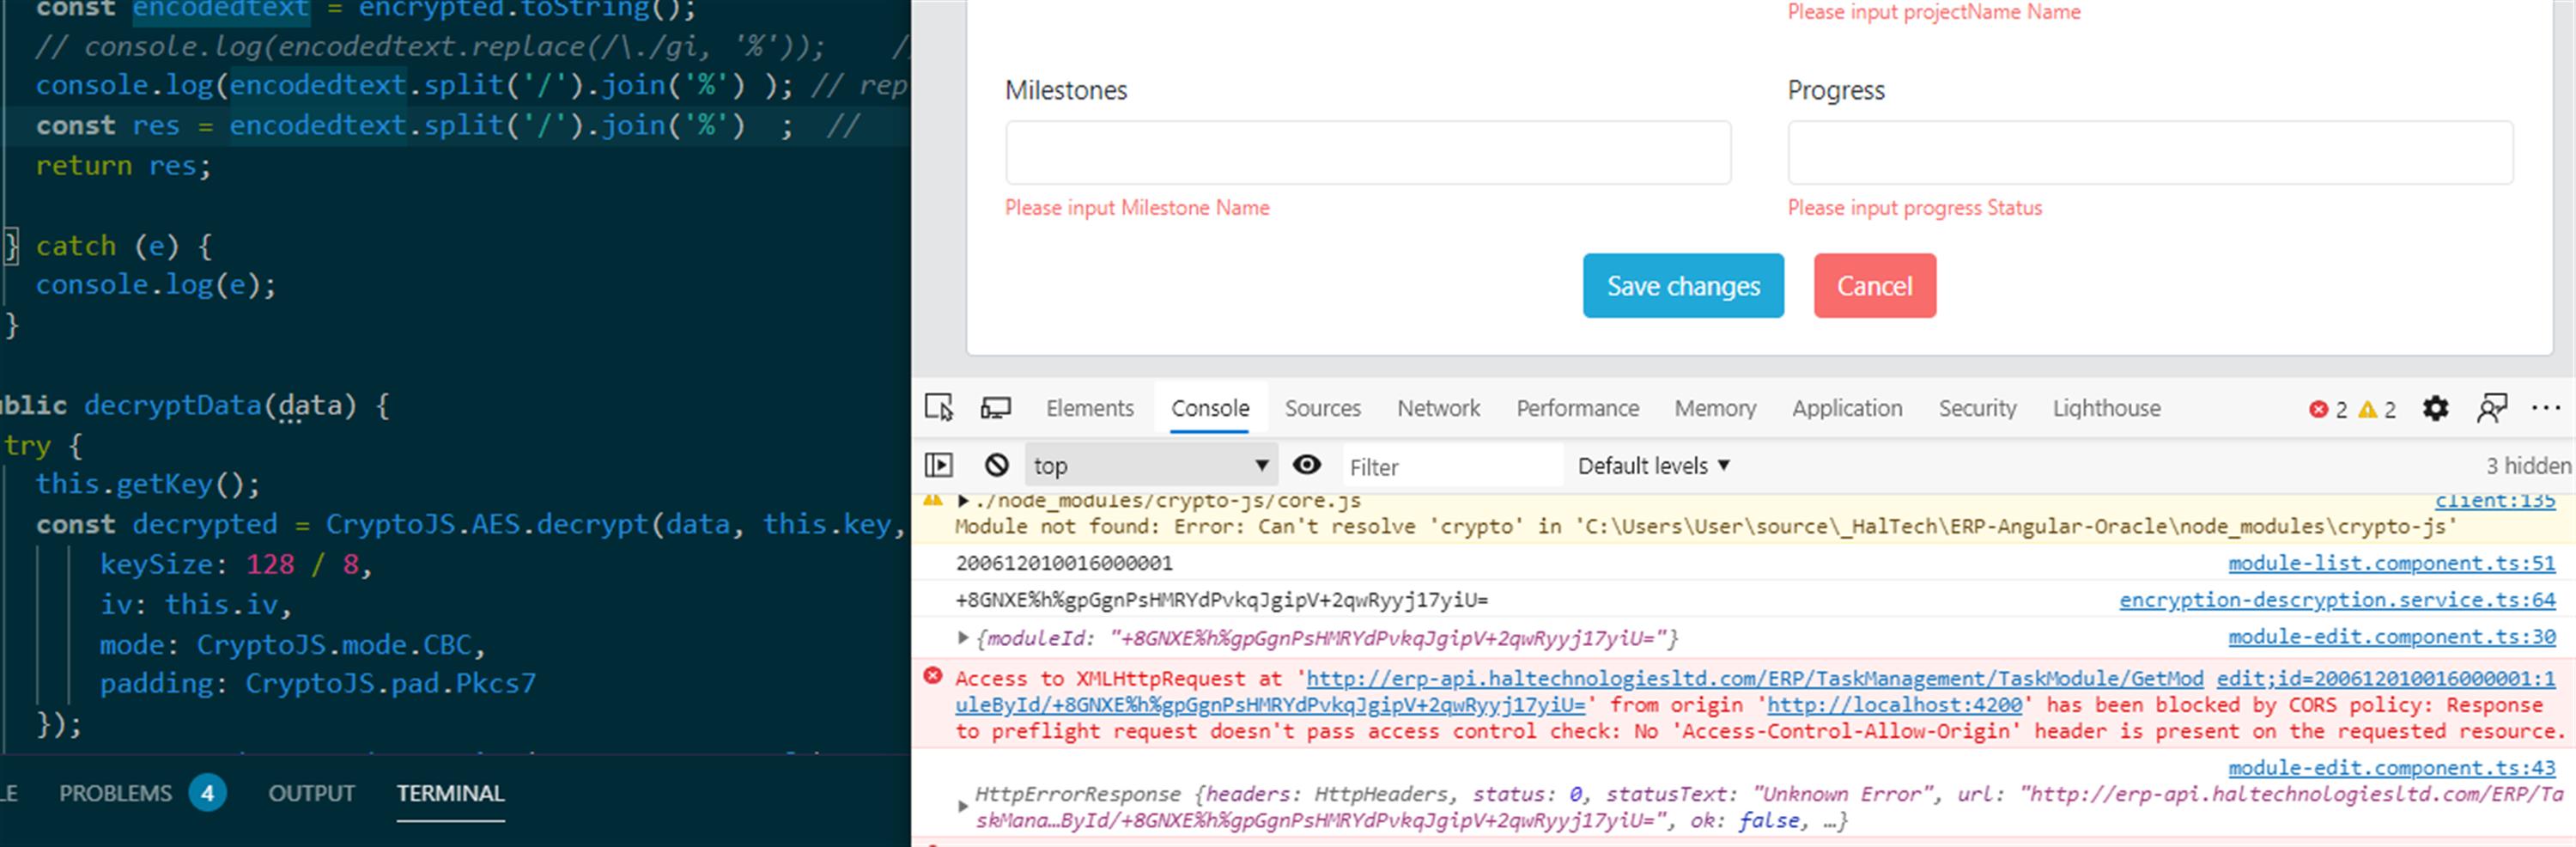 const encodedtext = encrypted.toString();
// console.log(encodedtext.replace(/\./gi, '%')); /
console.log(encodedtext.split('/').join('%') ); // rep
const res = encodedtext.split('/').join('%') ; //
return res;
} catch (e) {
console.log(e);
}
ublic decryptData(data) {
try {
this.getKey();
const decrypted = CryptoJS.AES.decrypt(data, this.key,
keySize: 128 / 8,
iv: this.iv,
mode: CryptoJS.mode.CBC,
padding: CryptoJS.pad.Pkcs7
});
LE PROBLEMS 4 OUTPUT TERMINAL
Please input projectName Name
Milestones Progress
Please input Milestone Name Please input progress Status
Save changes Cancel
Elements Console Sources Network Performance Memory Application Security Lighthouse 2 2
top Filter Default levels 3 hidden
./node_modules/crypto-js/core.js client:135
Module not found: Error: Can't resolve 'crypto' in 'C:\Users\User\source\_HalTech\ERP-Angular-Oracle\node_modules\crypto-js'
200612010016000001 module-list.component.ts:51
+8GNXE%h%gpGgnPsHMRYdPvkqJgipV+2qwRyyj17yiU= encryption-descryption.service.ts:64
{moduleId: "+8GNXE%h%gpGgnPsHMRYdPvkqJgipV+2qwRyyj17yiU="} module-edit.component.ts:30
Access to XMLHttpRequest at 'http://erp-api.haltechnologiesltd.com/ERP/TaskManagement/TaskModule/GetMod edit;id=200612010016000001:1
uleById/+8GNXE%h%gpGgnPsHMRYdPvkqJgipV+2qwRyyj17yiU=' from origin 'http://localhost:4200' has been blocked by CORS policy: Response
to preflight request doesn't pass access control check: No 'Access-Control-Allow-Origin' header is present on the requested resource.
module-edit.component.ts:43
HttpErrorResponse {headers: HttpHeaders, status: 0, statusText: "Unknown Error", url: "http://erp-api.haltechnologiesltd.com/ERP/Ta
skMana…ById/+8GNXE%h%gpGgnPsHMRYdPvkqJgipV+2qwRyyj17yiU=", ok: false, …}